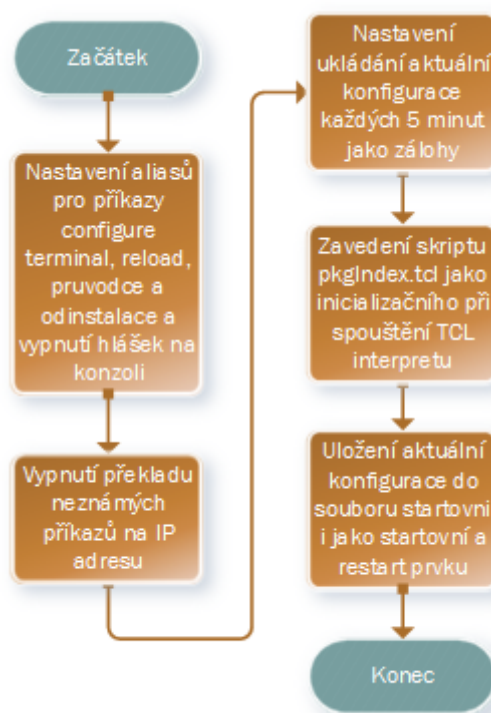 Začátek
Nastavení aliasů
pro příkazy
configure
terminal, reload,
pruvodce a
odinstalace a
vypnutí hlášek na
konzoli
Vypnutí překladu
neznámých
příkazů na IP
adresu
Nastavení
ukládání aktuální
konfigurace
každých 5 minut
jako zálohy
Zavedení skriptu
pkgIndex.tcl jako
inicializačního při
spouštění TCL
interpretu
Uložení aktuální
konfigurace do
souboru startovni
i jako startovní a
restart prvku
Konec